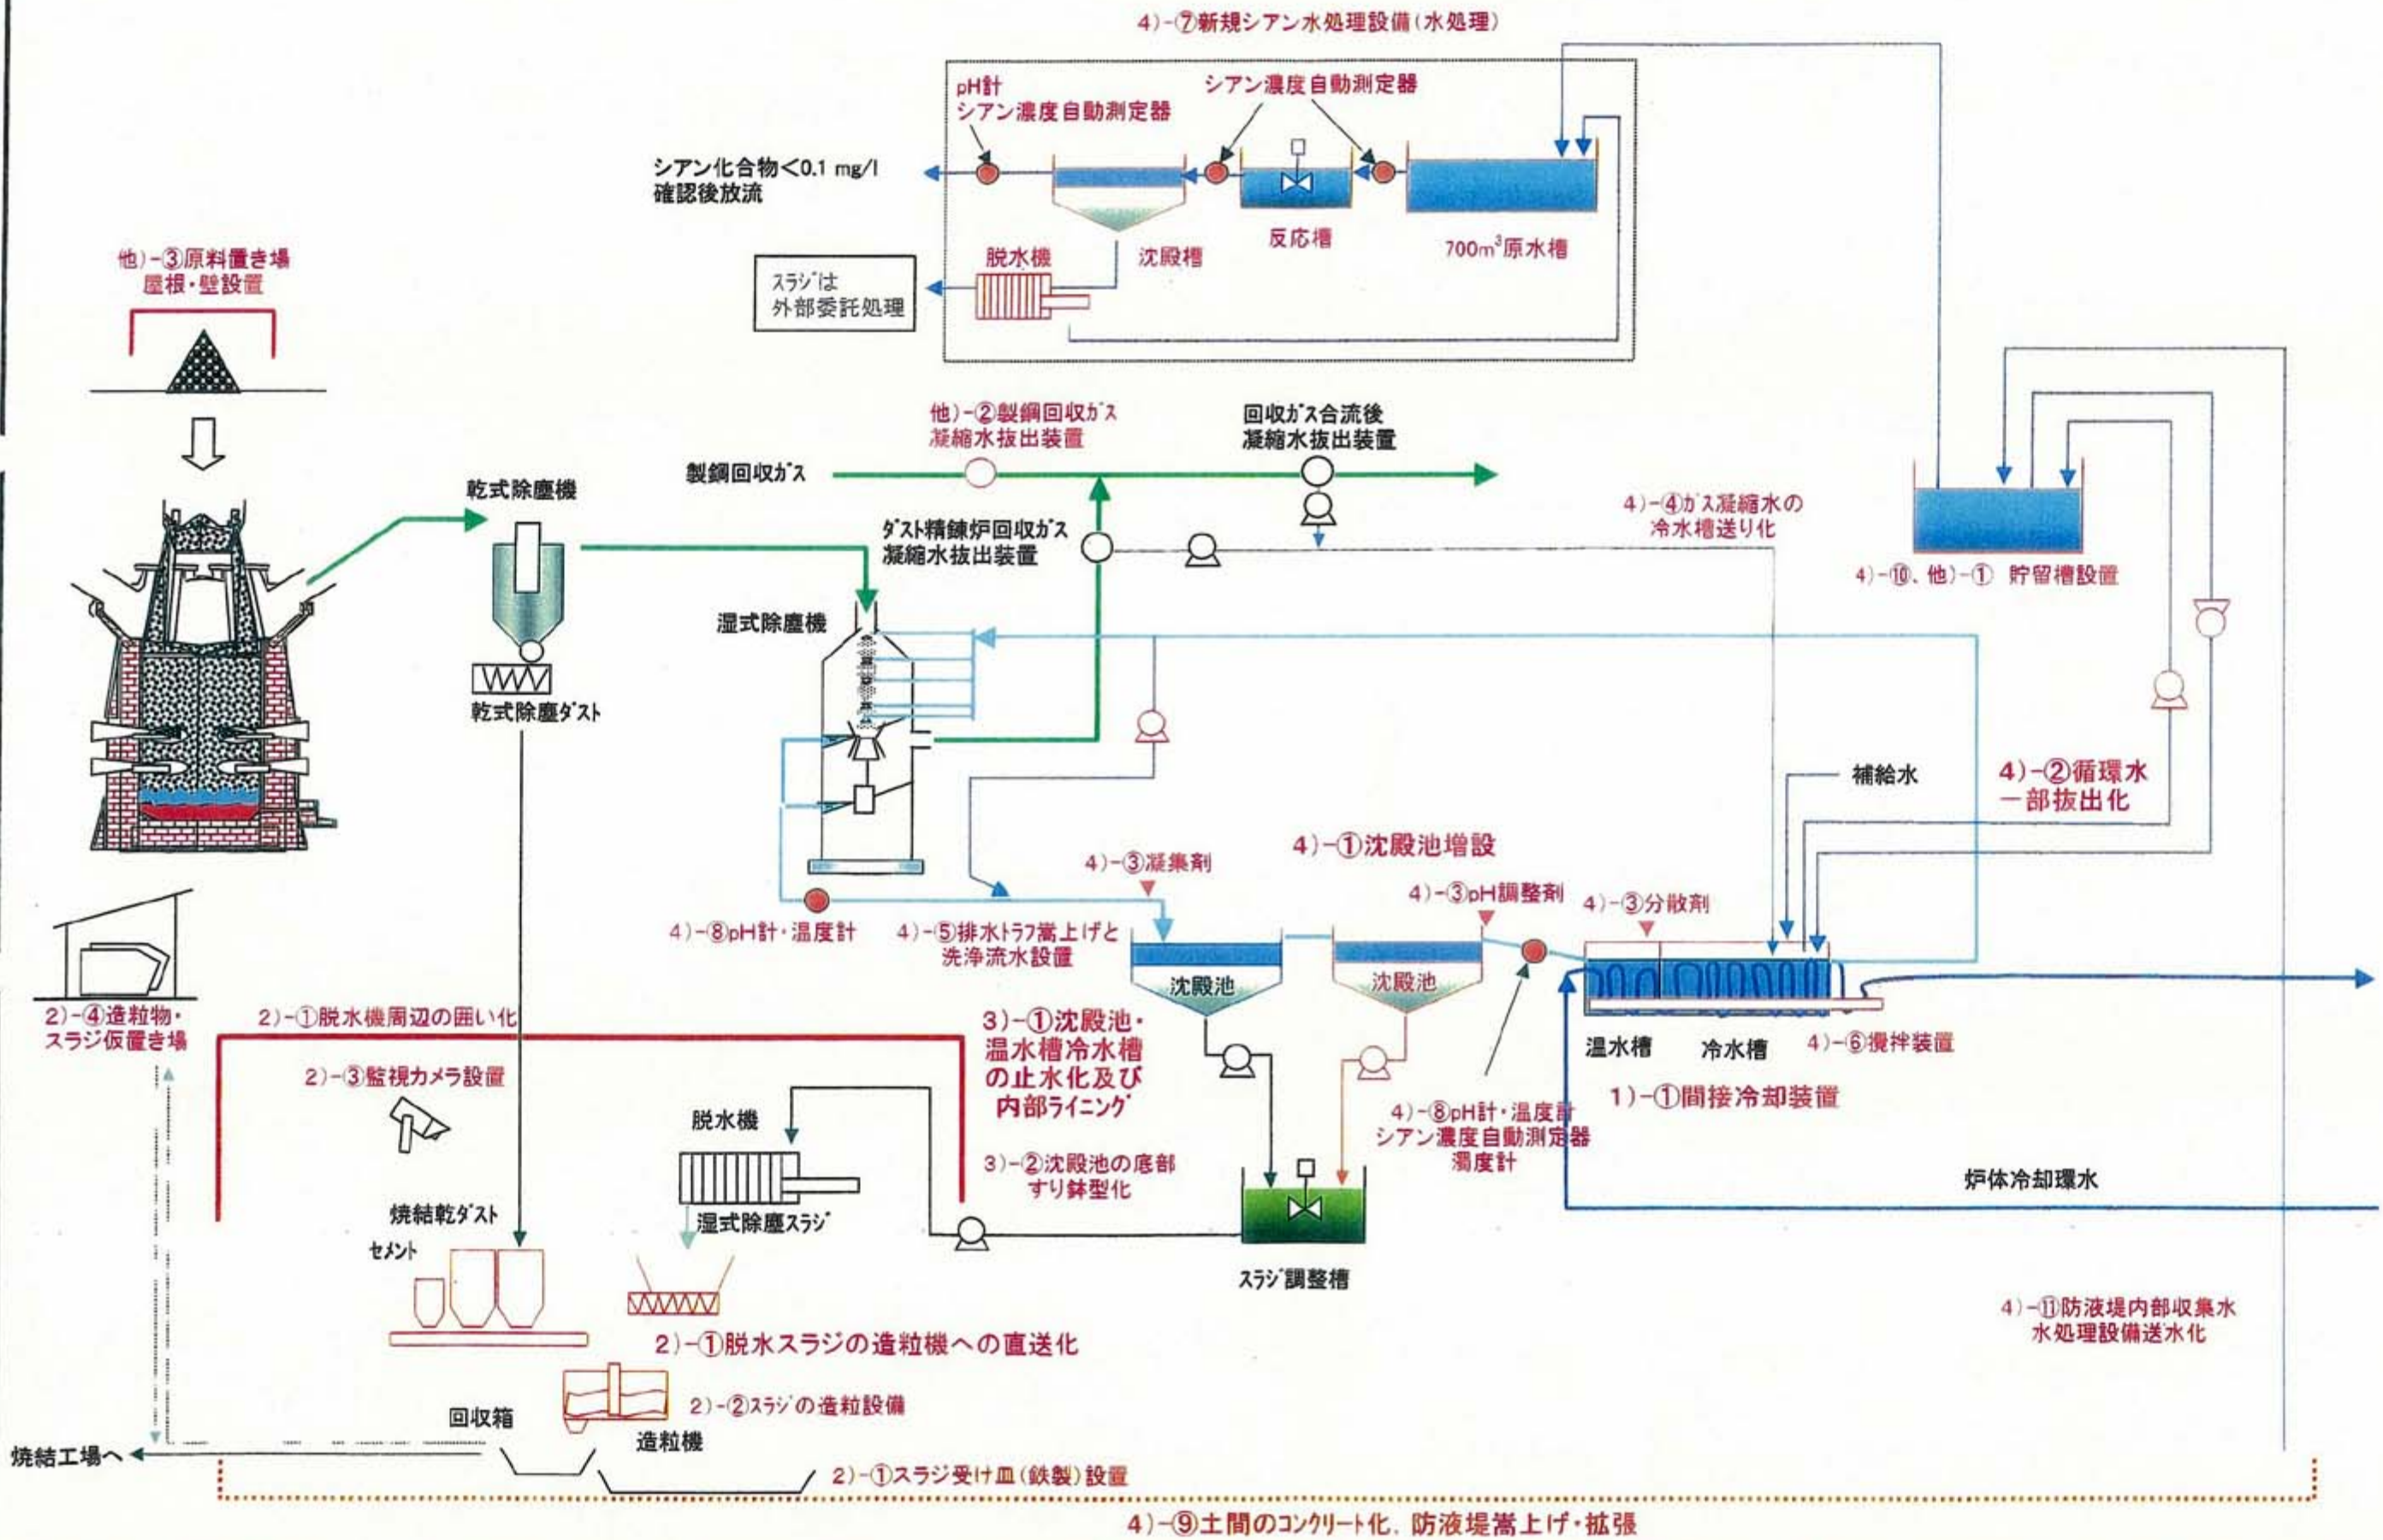 4)-⑦新規シアン水処理設備(水処理)
pH計
シアン濃度自動測定器
シアン濃度自動測定器
シアン化合物<0.1 mg/l
確認後放流
脱水機
沈殿槽
反応槽
700m³原水槽
スラジは
外部委託処理
他)-③原料置き場
屋根・壁設置
他)-②製鋼回収ガス
凝縮水抜出装置
回収ガス合流後
凝縮水抜出装置
製鋼回収ガス
乾式除塵機
ダスト精錬炉回収ガス
凝縮水抜出装置
4)-④ガス凝縮水の
冷水槽送り化
4)-⑩、他)-① 貯留槽設置
湿式除塵機
乾式除塵ダスト
補給水
4)-②循環水
一部抜出化
4)-①沈殿池増設
4)-③凝集剤
4)-③pH調整剤
4)-③分散剤
4)-⑧pH計・温度計
4)-⑤排水トラフ嵩上げと
洗浄流水設置
沈殿池
沈殿池
2)-④造粒物・
スラジ仮置き場
2)-①脱水機周辺の囲い化
3)-①沈殿池・
温水槽冷水槽
の止水化及び
内部ライニング
温水槽
冷水槽
4)-⑥攪拌装置
1)-①間接冷却装置
2)-③監視カメラ設置
脱水機
4)-⑧pH計・温度計
シアン濃度自動測定器
濁度計
3)-②沈殿池の底部
すり鉢型化
炉体冷却環水
焼結乾ダスト
セメント
湿式除塵スラジ
スラジ調整槽
4)-⑪防液堤内部収集水
水処理設備送水化
2)-①脱水スラジの造粒機への直送化
2)-②スラジの造粒設備
回収箱
造粒機
焼結工場へ
2)-①スラジ受け皿(鉄製)設置
4)-⑨土間のコンクリート化、防液堤嵩上げ・拡張